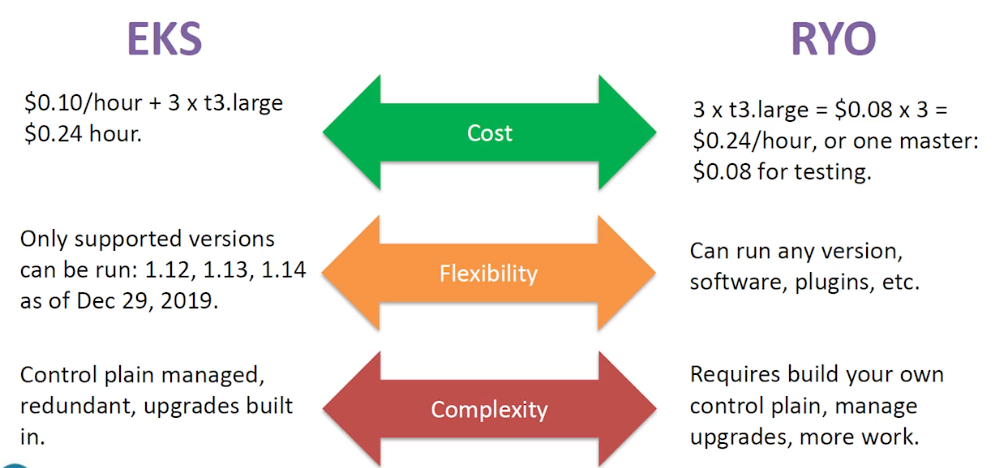 EKS
RYO
$0.10/hour + 3 x t3.large
$0.24 hour.
Cost
3 x t3.large = $0.08 x 3 =
$0.24/hour, or one master:
$0.08 for testing.
Only supported versions
can be run: 1.12, 1.13, 1.14
as of Dec 29, 2019.
Flexibility
Can run any version,
software, plugins, etc.
Control plain managed,
redundant, upgrades built
in.
Complexity
Requires build your own
control plain, manage
upgrades, more work.